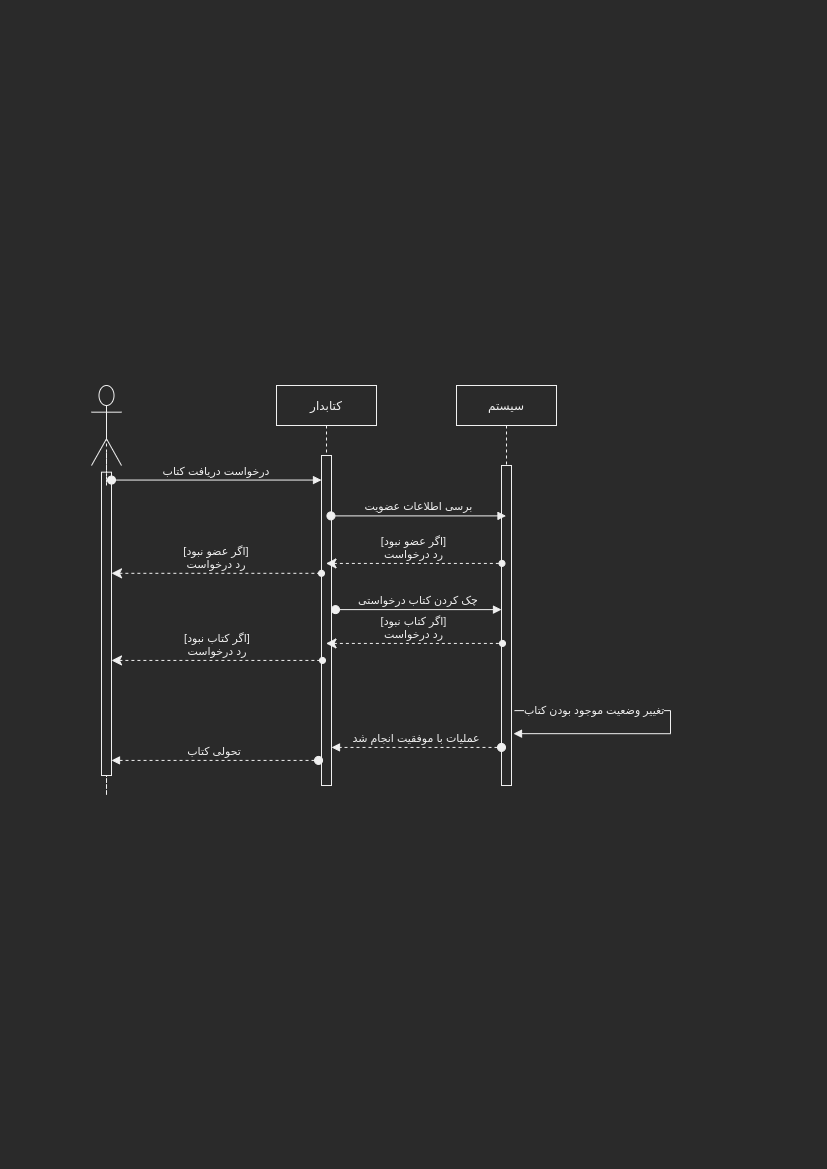 کتابدار
سیستم
درخواست دریافت کتاب
برسی اطلاعات عضویت
[اگر عضو نبود]
رد درخواست
[اگر عضو نبود]
رد درخواست
چک کردن کتاب درخواستی
[اگر کتاب نبود]
رد درخواست
[اگر کتاب نبود]
رد درخواست
تغییر وضعیت موجود بودن کتاب
عملیات با موفقیت انجام شد
تحولی کتاب